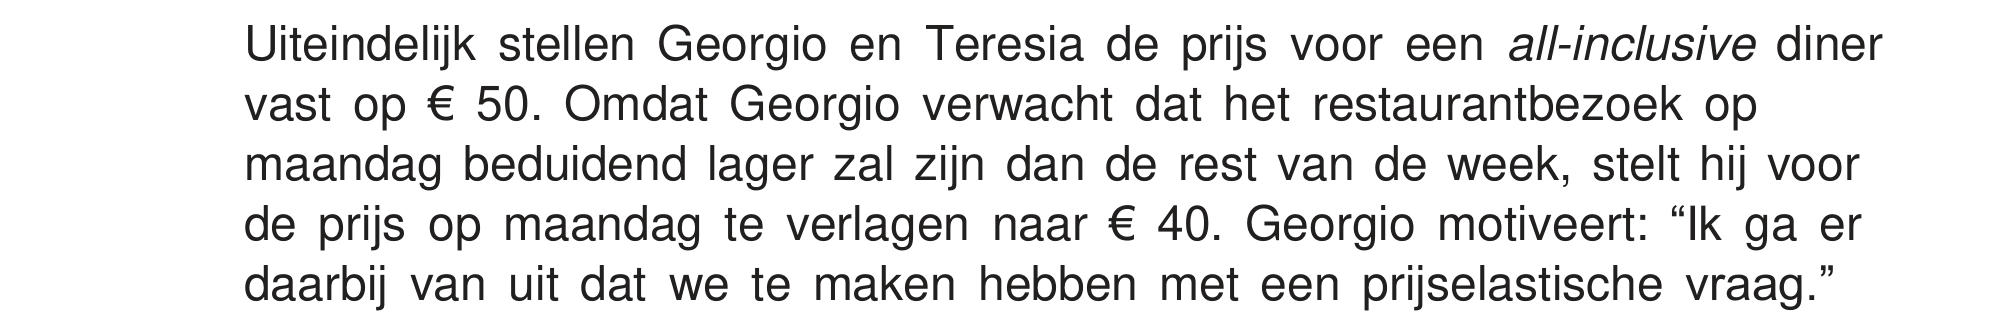 Uiteindelijk stellen Georgio en Teresia de prijs voor een all-inclusive diner
vast op € 50. Omdat Georgio verwacht dat het restaurantbezoek op
maandag beduidend lager zal zijn dan de rest van de week, stelt hij voor
de prijs op maandag te verlagen naar € 40. Georgio motiveert: “Ik ga er
daarbij van uit dat we te maken hebben met een prijselastische vraag.”